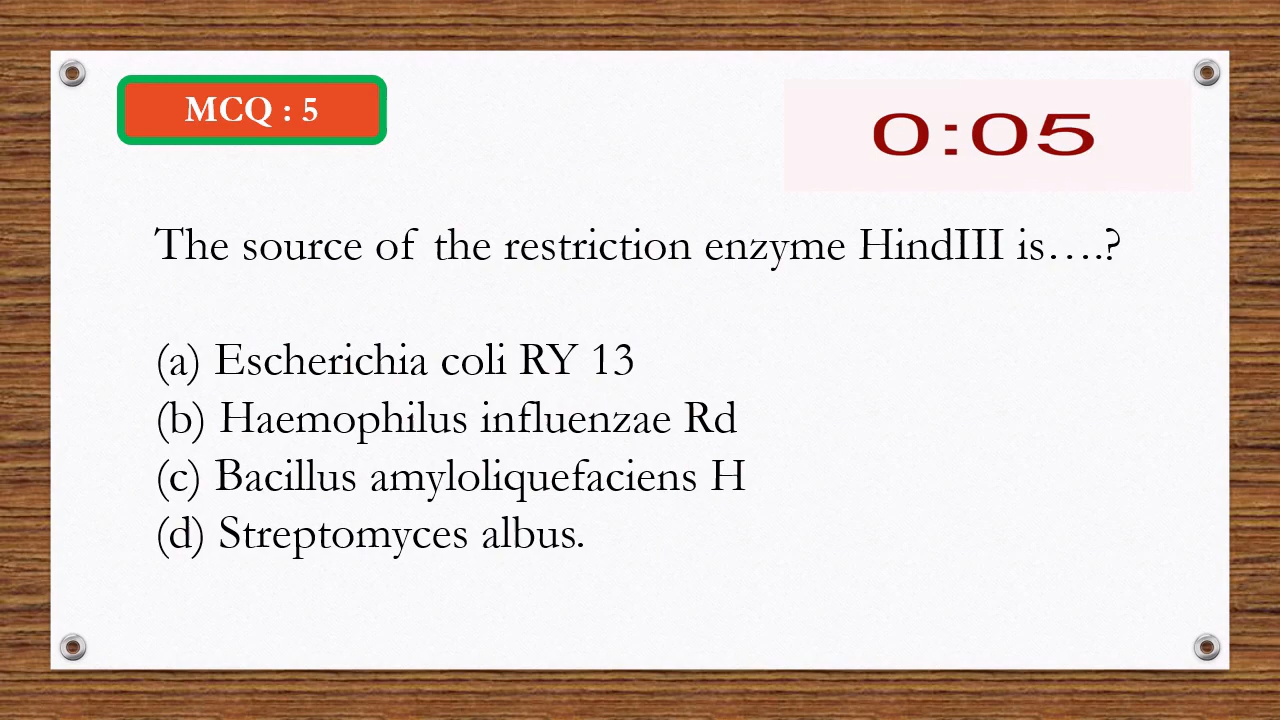 MCQ : 5
0:05
The source of the restriction enzyme HindIII is….?
(a) Escherichia coli RY 13
(b) Haemophilus influenzae Rd
(c) Bacillus amyloliquefaciens H
(d) Streptomyces albus.